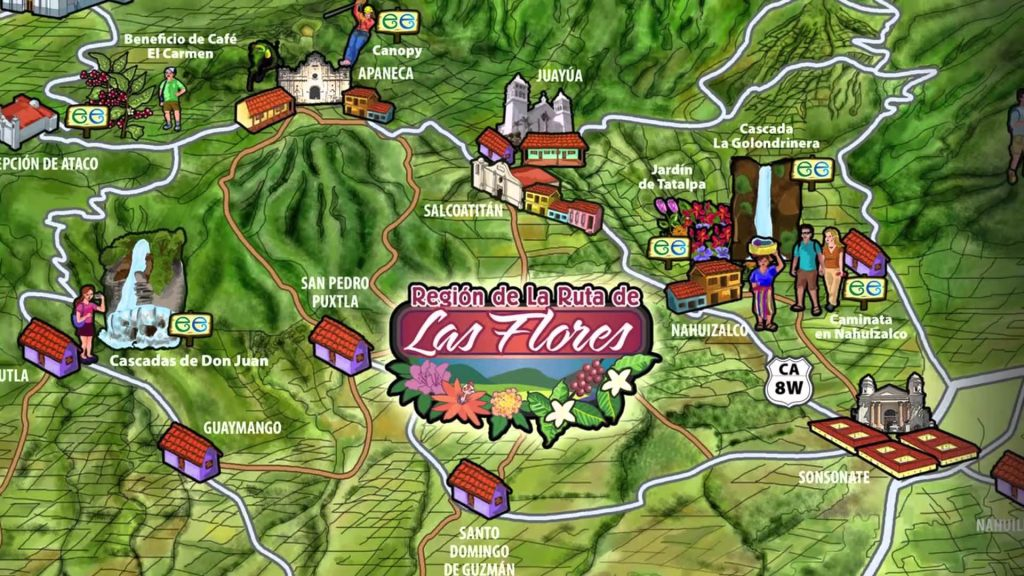 Beneficio de Café
El Carmen
Canopy
APANECA
JUAYÚA
EPCIÓN DE ATACO
Cascada
La Golondrinera
Jardín
de Tatalpa
SALCOATITÁN
SAN PEDRO
PUXTLA
Región de La Ruta de
Las Flores
NAHUIZALCO
Caminata
en Nahuizalco
Cascadas de Don Juan
UTLA
CA
8W
GUAYMANGO
SONSONATE
SANTO
DOMINGO
DE GUZMÁN
NAHUIL